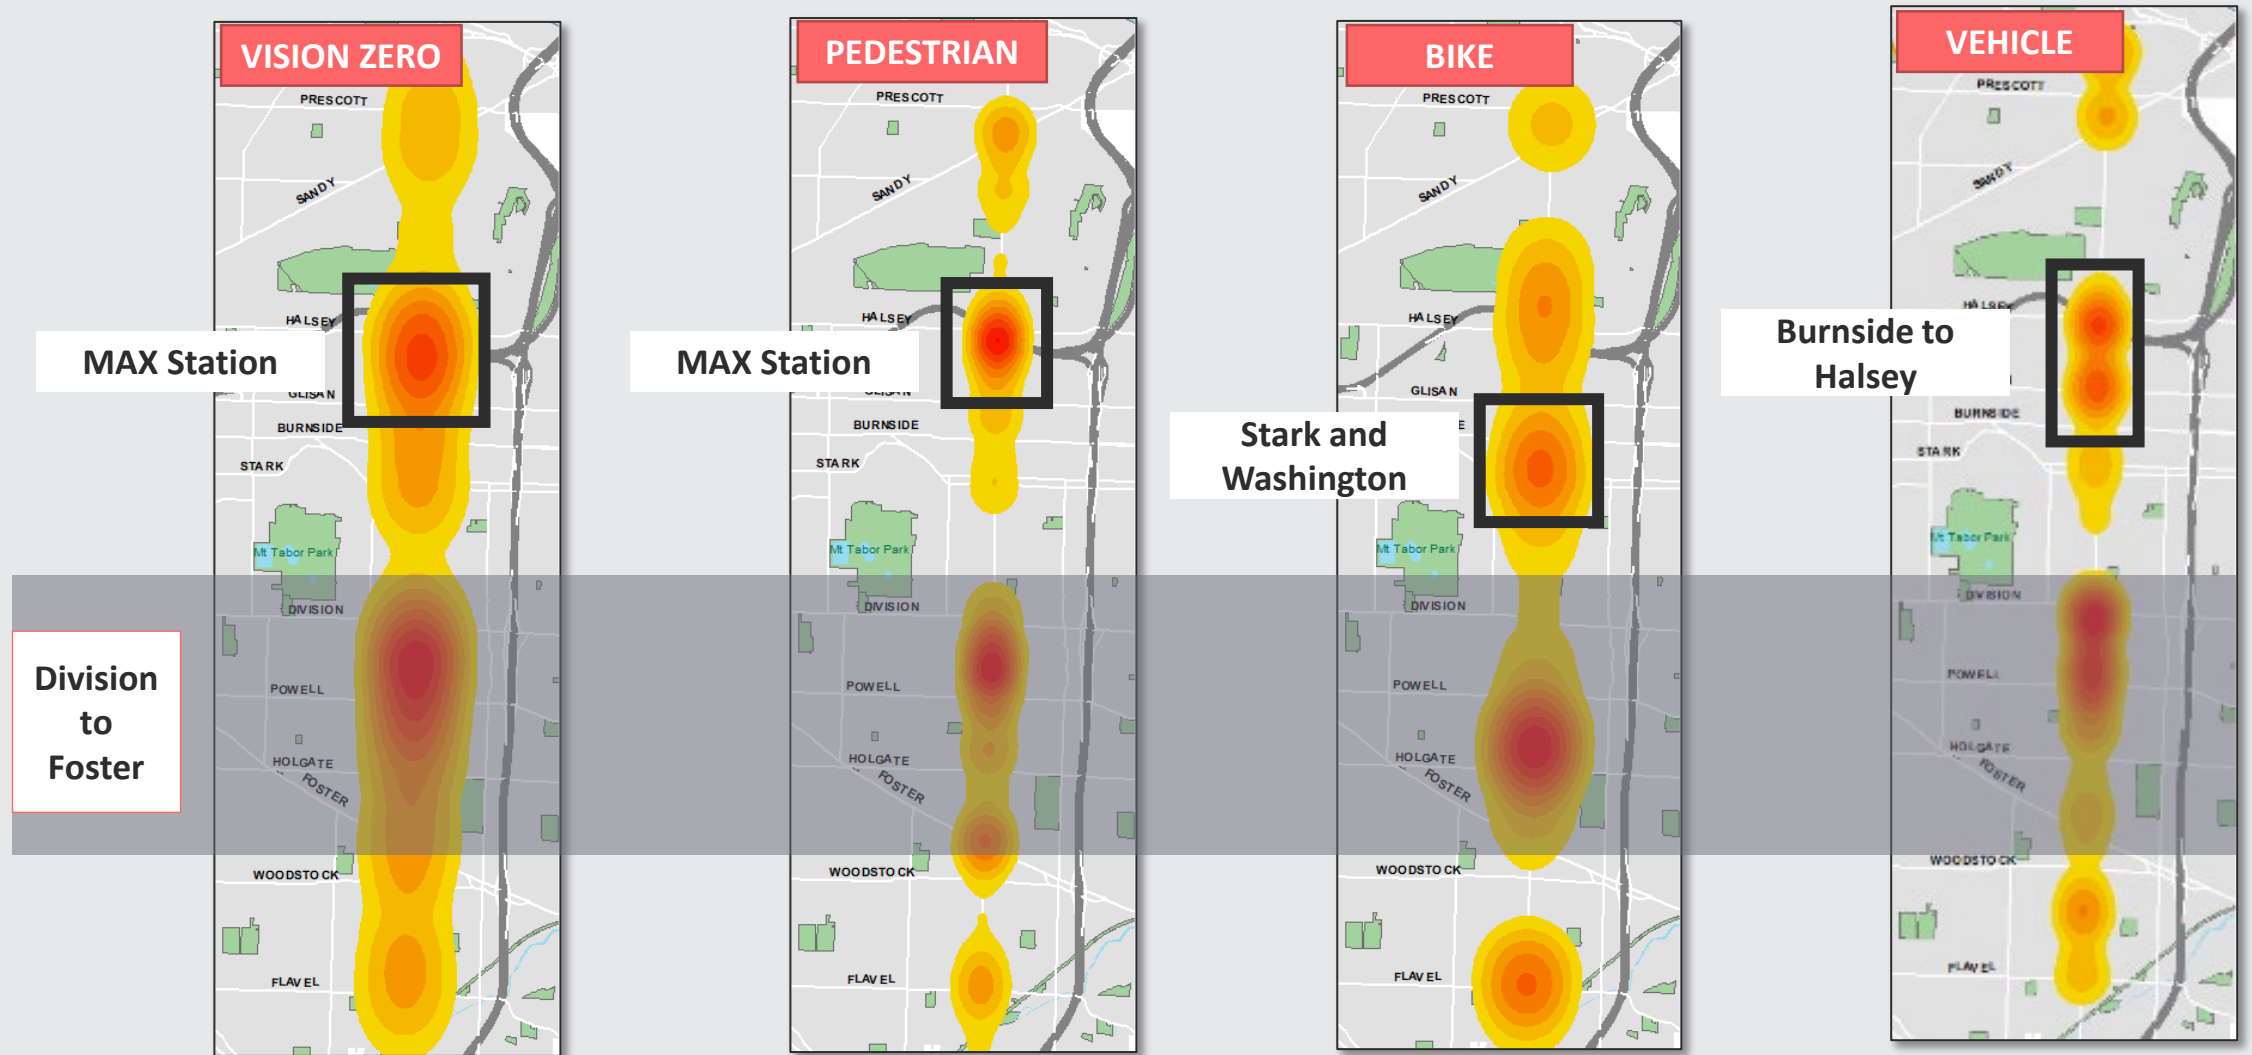 VISION ZERO
PRESCOTT
SANDY
HALSEY
MAX Station
GLISAN
BURNSIDE
STARK
Mt Tabor Park
DIVISION
POWELL
HOLGATE
FOSTER
WOODSTOCK
FLAVEL
PEDESTRIAN
PRESCOTT
SANDY
HALSEY
MAX Station
GLISAN
BURNSIDE
STARK
Mt Tabor Park
DIVISION
POWELL
HOLGATE
FOSTER
WOODSTOCK
FLAVEL
BIKE
PRESCOTT
SANDY
HALSEY
GLISAN
Stark and
Washington
Mt Tabor Park
DIVISION
POWELL
HOLGATE
FOSTER
WOODSTOCK
FLAVEL
VEHICLE
PRESCOTT
SANDY
HALSEY
Burnside to
Halsey
BURNSIDE
STARK
Mt Tabor Park
DIVISION
POWELL
HOLGATE
FOSTER
WOODSTOCK
FLAVEL
Division
to
Foster